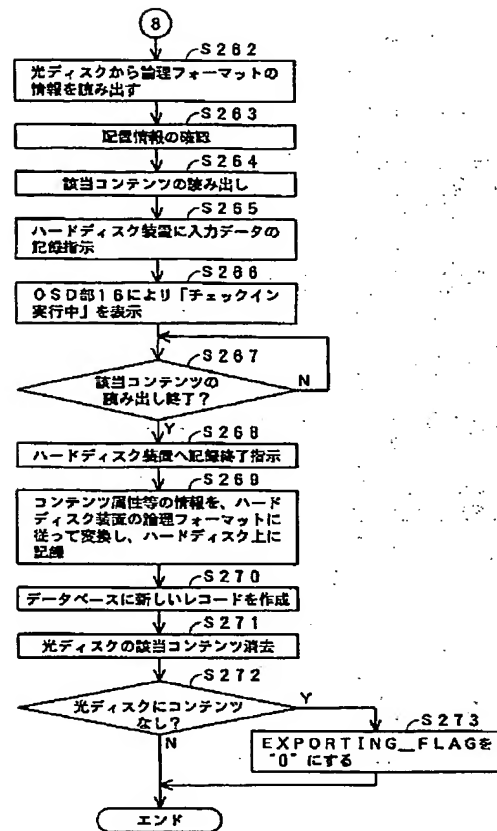 8
S262
光ディスクから論理フォーマットの
情報を読み出す
S263
配置情報の確認
S264
該当コンテンツの読み出し
S265
ハードディスク装置に入力データの
記録指示
S266
OSD部16により「チェックイン
実行中」を表示
S267
該当コンテンツの
読み出し終了?
N
Y
S268
ハードディスク装置へ記録終了指示
S269
コンテンツ属性等の情報を、ハード
ディスク装置の論理フォーマットに
従って変換し、ハードディスク上に
記録
S270
データベースに新しいレコードを作成
S271
光ディスクの該当コンテンツ消去
S272
光ディスクにコンテンツ
なし?
Y
N
S273
EXPORTING_FLAGを
"0"にする
エンド